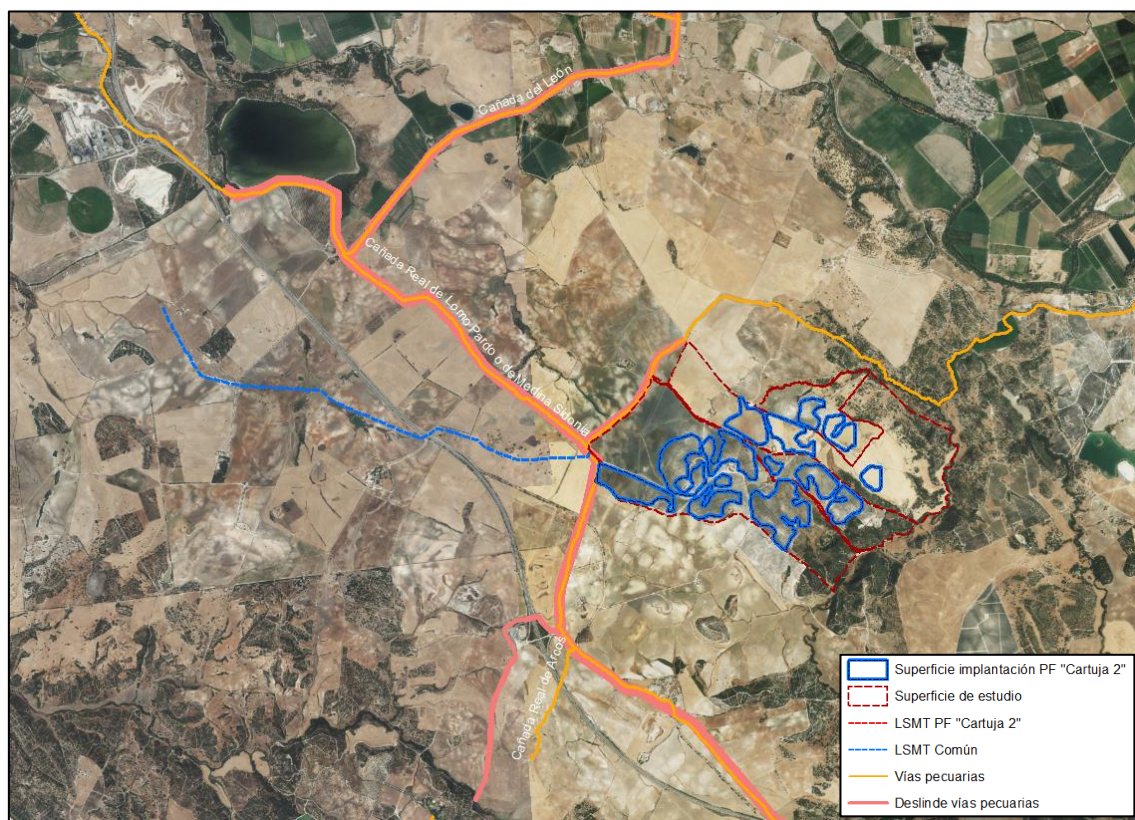 Cañada del León
Cañada Real de Lomo Pardo o de Medina Sidonia
Cañada Real de Arcos
Superficie implantación PF "Cartuja 2"
Superficie de estudio
LSMT PF "Cartuja 2"
LSMT Común
Vías pecuarias
Deslinde vías pecuarias